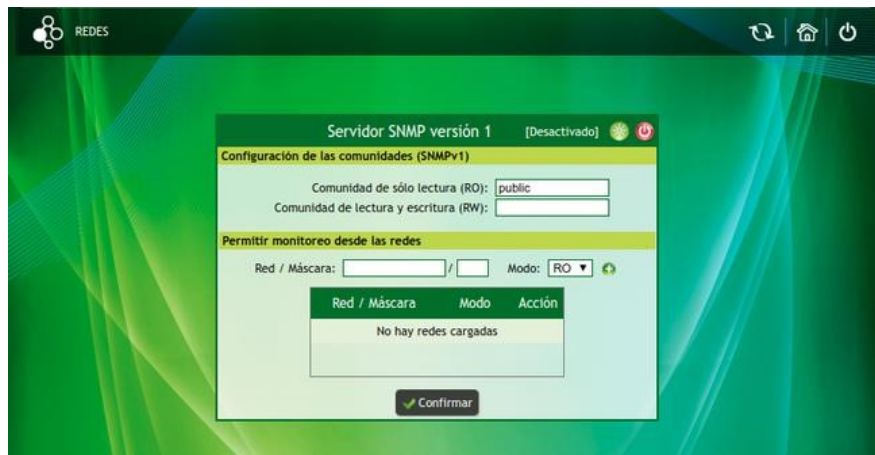 REDES
Servidor SNMP versión 1 [Desactivado]
Configuración de las comunidades (SNMPv1)
Comunidad de sólo lectura (RO): public
Comunidad de lectura y escritura (RW):
Permitir monitoreo desde las redes
Red / Máscara: / Modo: RO
Red / Máscara Modo Acción
No hay redes cargadas
Confirmar